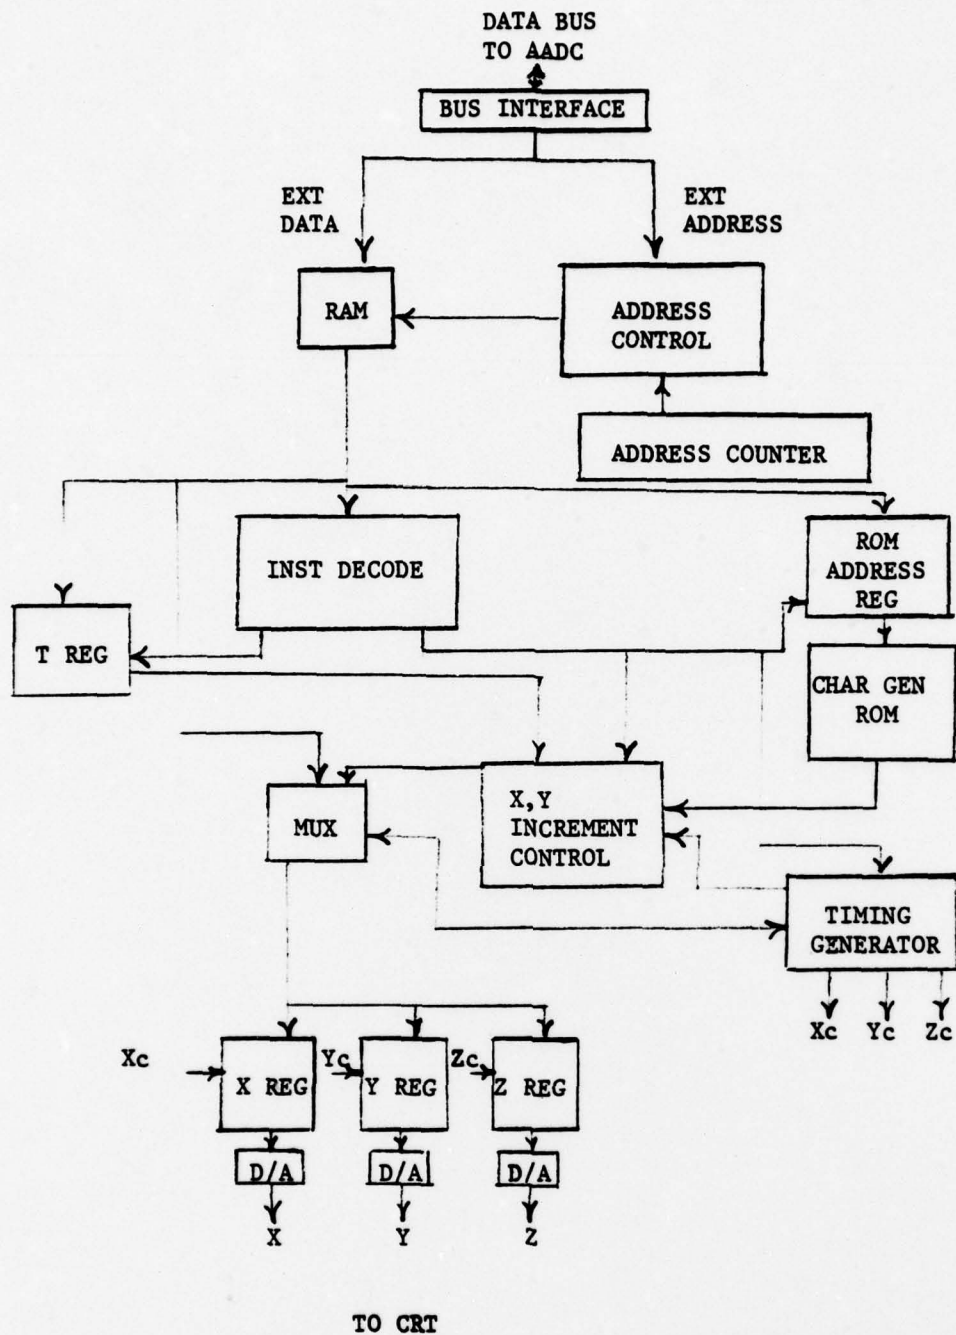 DATA BUS
TO AADC
BUS INTERFACE
EXT
DATA
EXT
ADDRESS
RAM
ADDRESS
CONTROL
ADDRESS COUNTER
INST DECODE
ROM
ADDRESS
REG
T REG
CHAR GEN
ROM
MUX
X,Y
INCREMENT
CONTROL
TIMING
GENERATOR
Xc Yc Zc
Xc
Yc
Zc
X REG
Y REG
Z REG
D/A
D/A
D/A
X
Y
Z
TO CRT